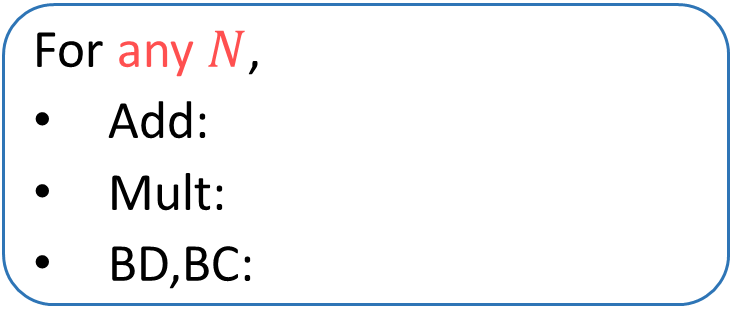 For any N,
• Add:
• Mult:
• BD,BC: